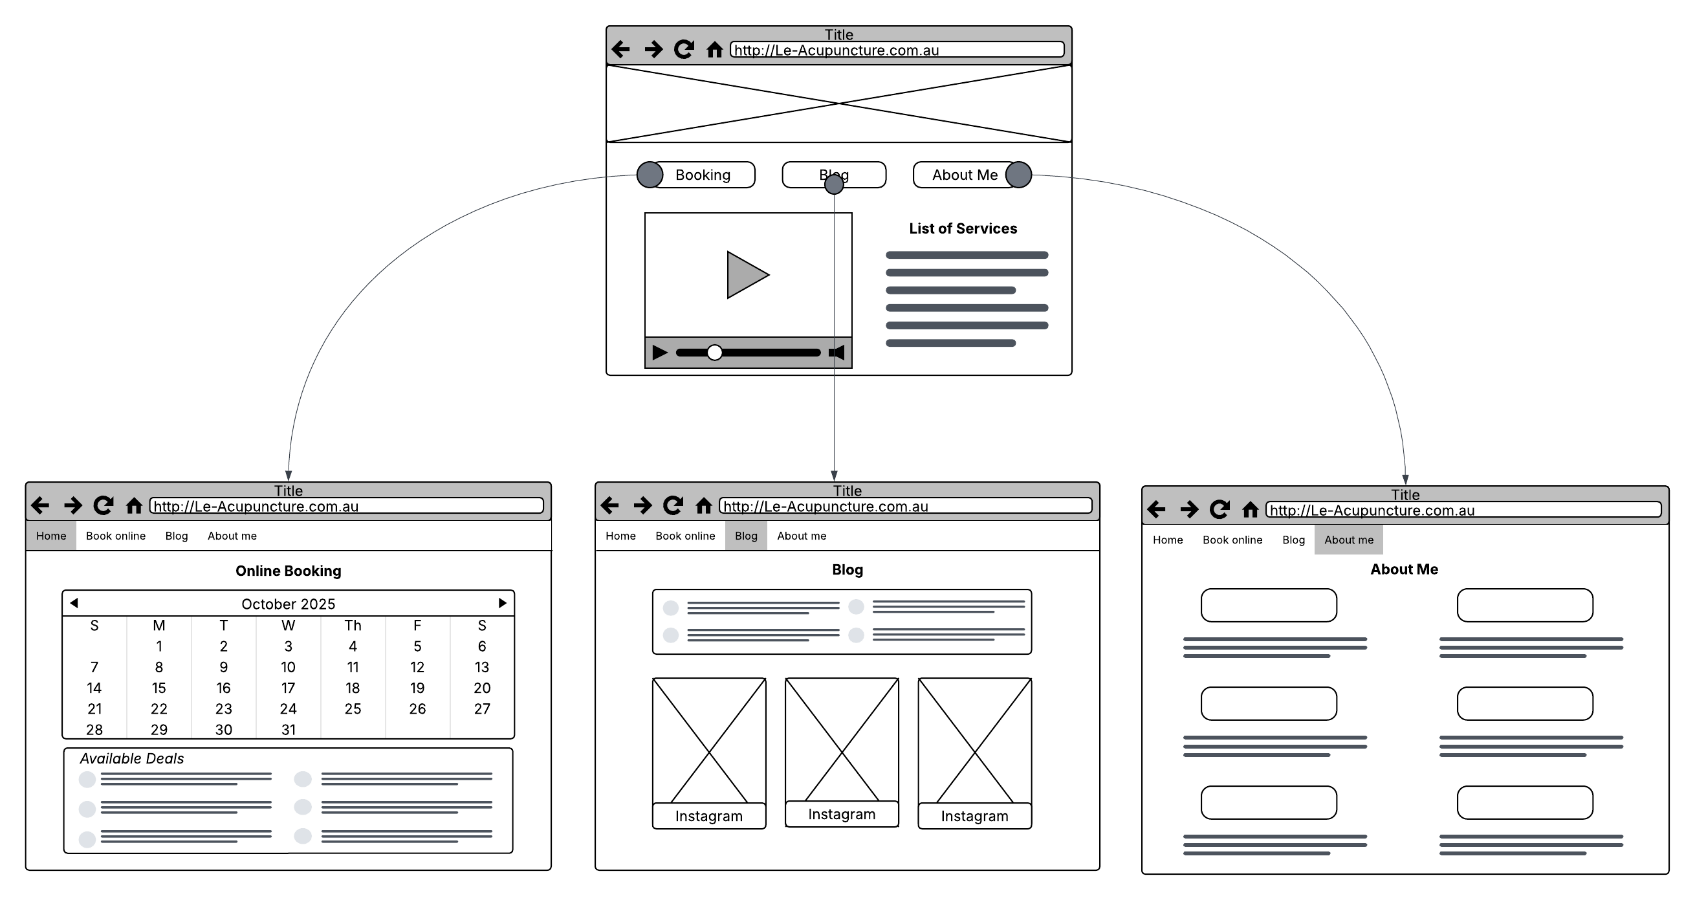 Title
http://Le-Acupuncture.com.au
Booking
Blog
About Me
List of Services
Title
http://Le-Acupuncture.com.au
Home Book online Blog About me
Online Booking
October 2025
S M T W Th F S
1 2 3 4 5 6
7 8 9 10 11 12 13
14 15 16 17 18 19 20
21 22 23 24 25 26 27
28 29 30 31
Available Deals
Title
http://Le-Acupuncture.com.au
Home Book online Blog About me
Blog
Instagram
Instagram
Instagram
Title
http://Le-Acupuncture.com.au
Home Book online Blog About me
About Me